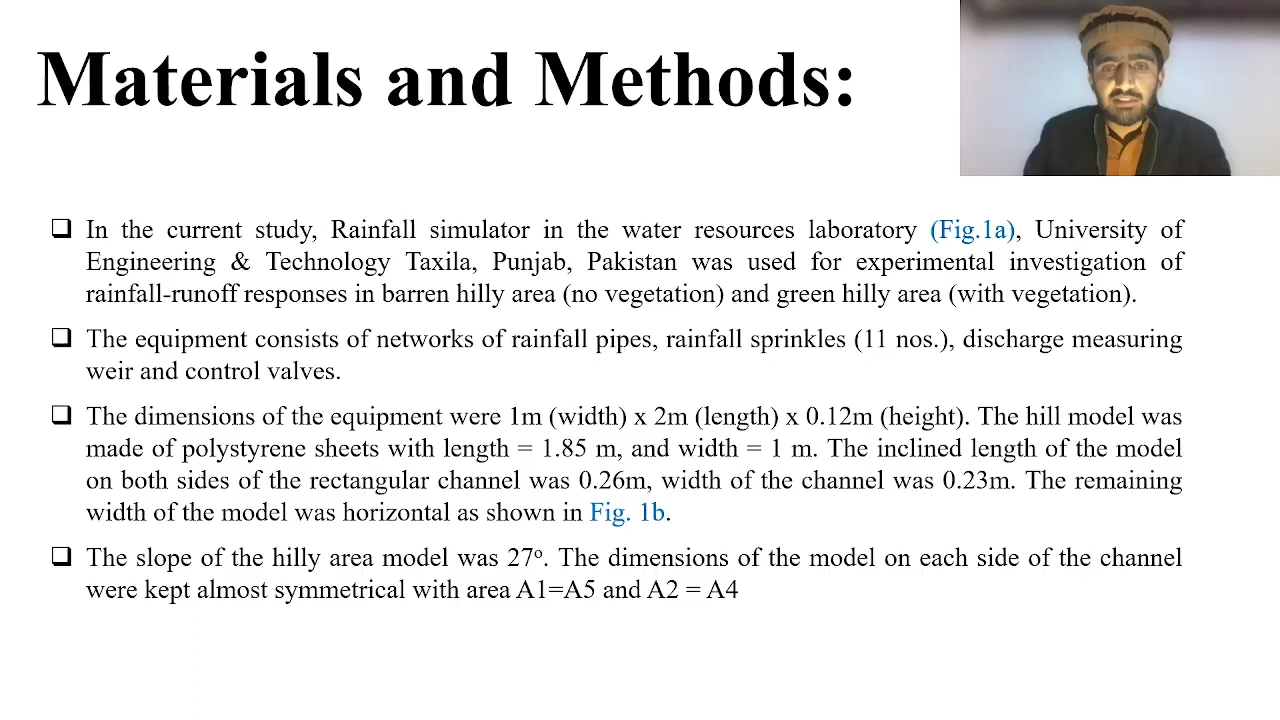 Materials and Methods:
❑ In the current study, Rainfall simulator in the water resources laboratory (Fig.1a), University of
Engineering & Technology Taxila, Punjab, Pakistan was used for experimental investigation of
rainfall-runoff responses in barren hilly area (no vegetation) and green hilly area (with vegetation).
❑ The equipment consists of networks of rainfall pipes, rainfall sprinkles (11 nos.), discharge measuring
weir and control valves.
❑ The dimensions of the equipment were 1m (width) x 2m (length) x 0.12m (height). The hill model was
made of polystyrene sheets with length = 1.85 m, and width = 1 m. The inclined length of the model
on both sides of the rectangular channel was 0.26m, width of the channel was 0.23m. The remaining
width of the model was horizontal as shown in Fig. 1b.
❑ The slope of the hilly area model was 27º. The dimensions of the model on each side of the channel
were kept almost symmetrical with area A1=A5 and A2 = A4